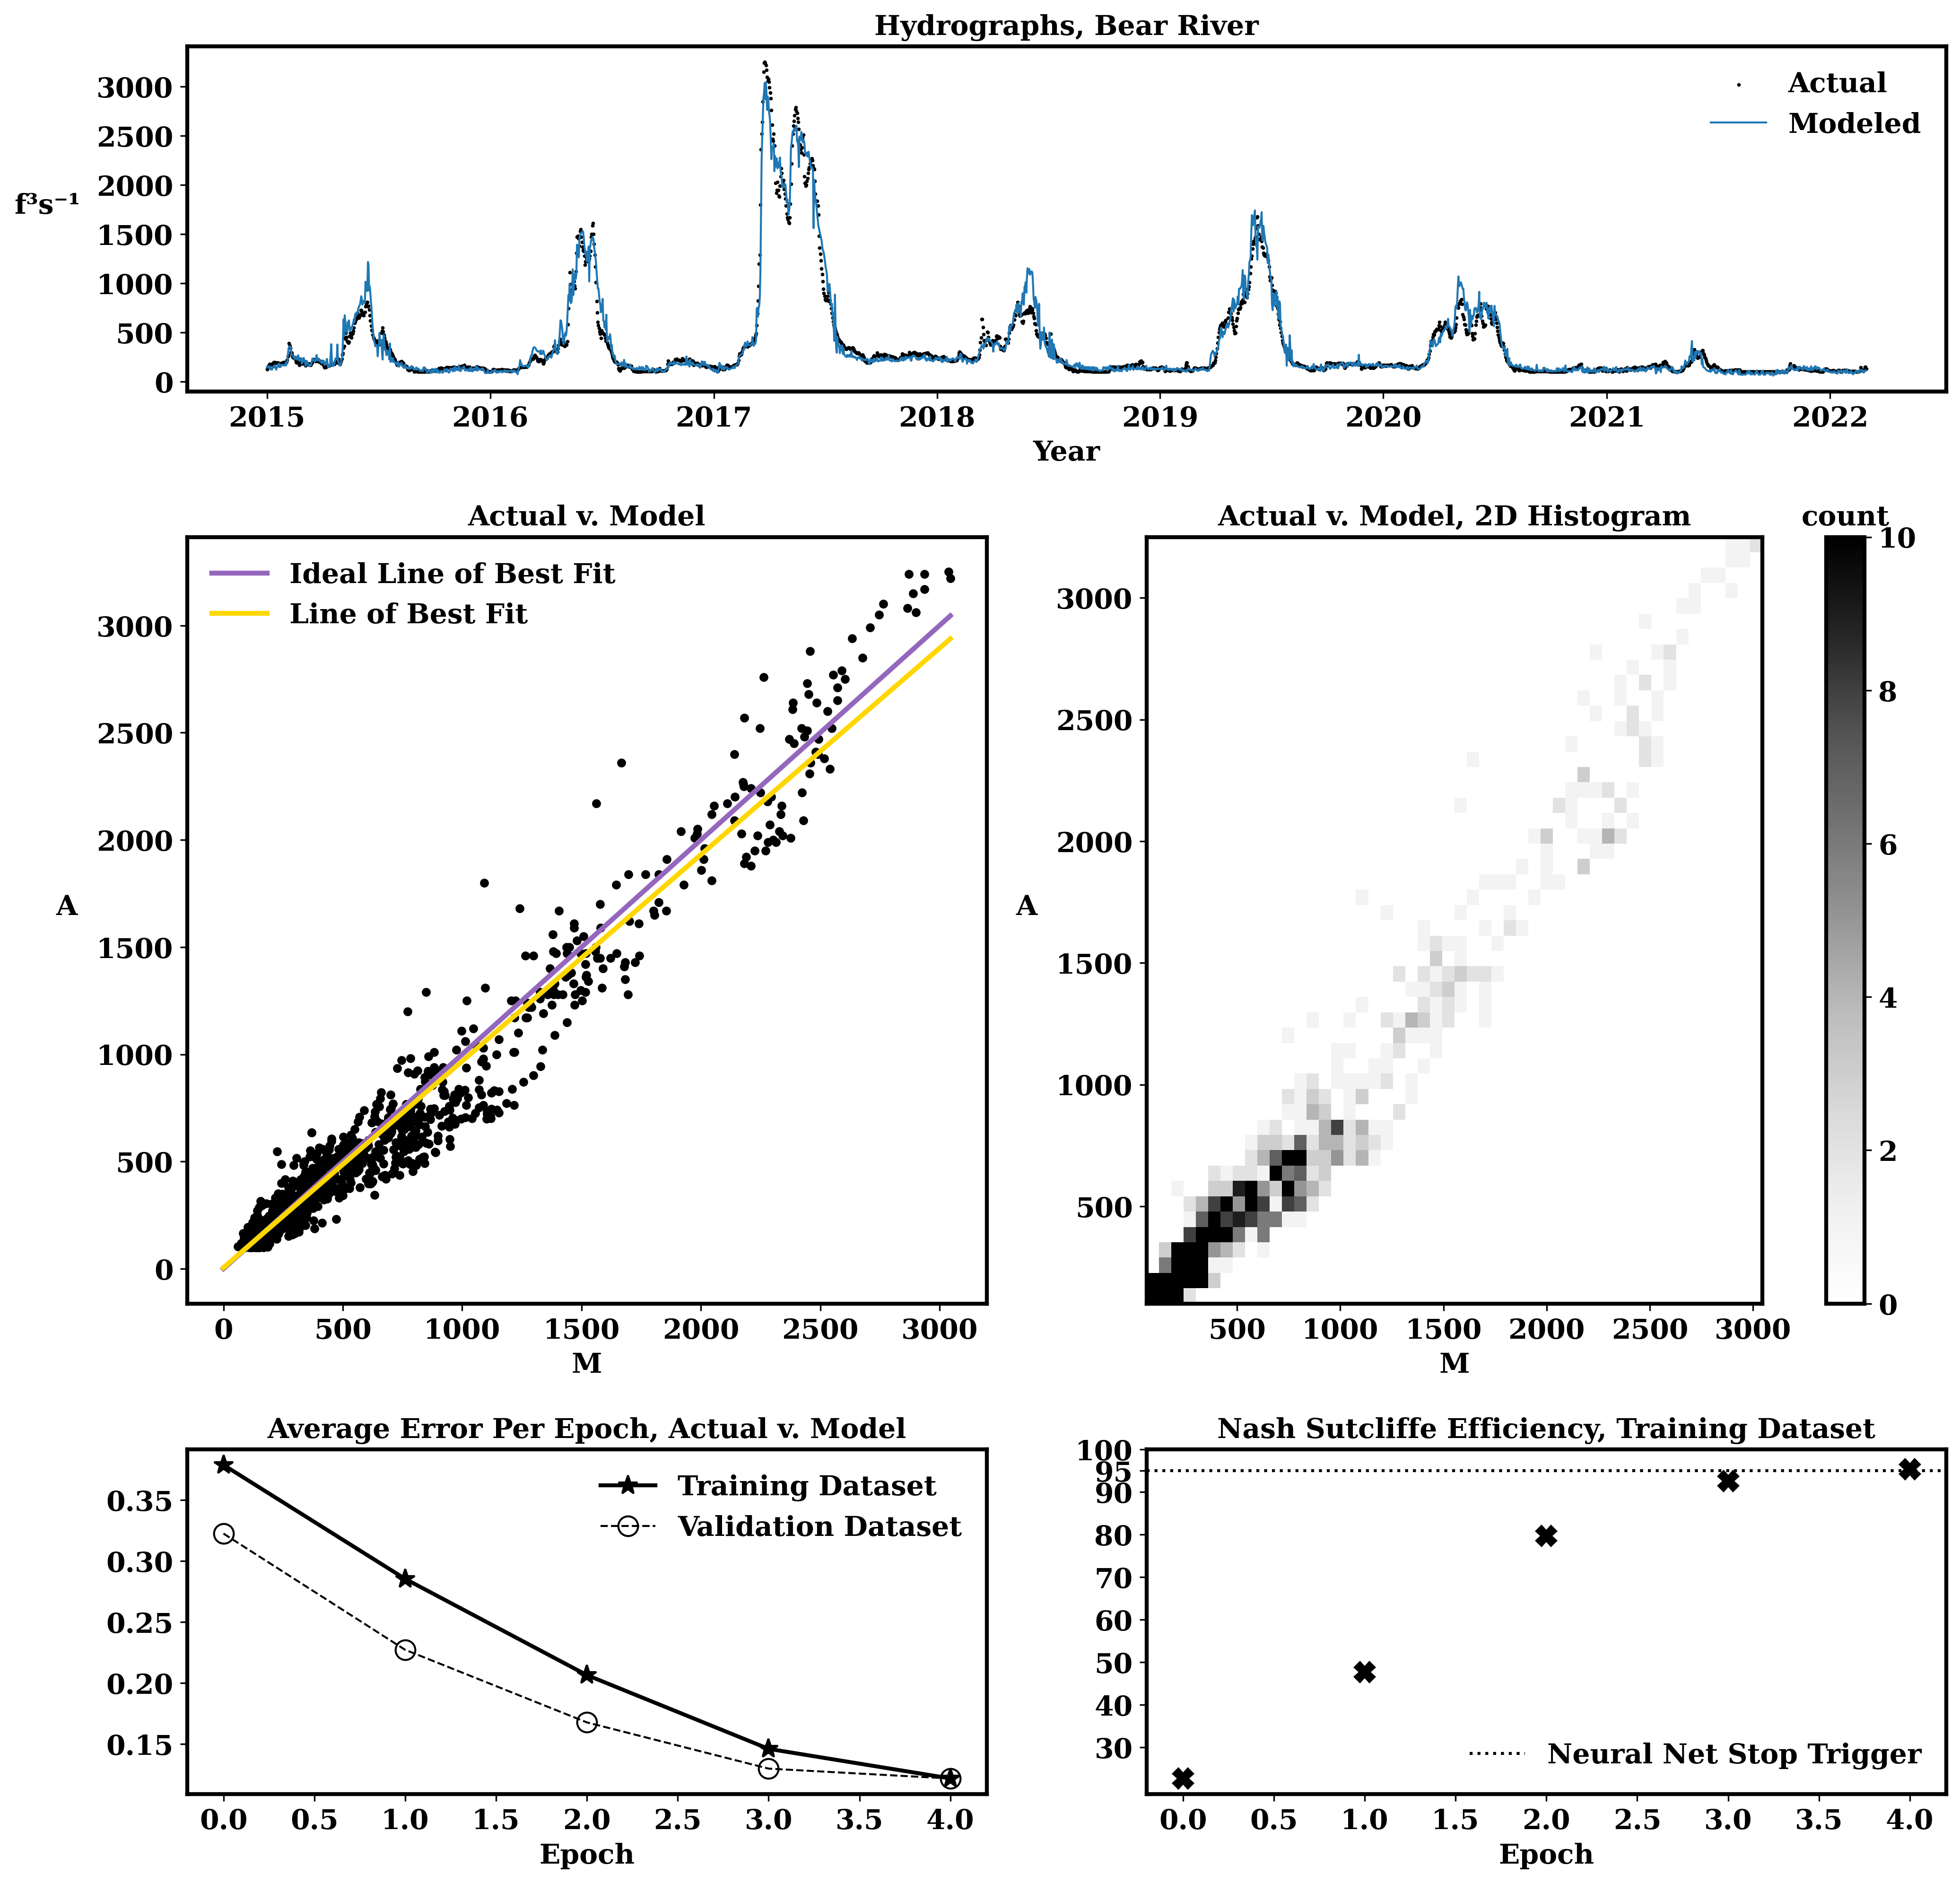 Hydrographs, Bear River
3000
2500
2000
1500
1000
500
0
f³s⁻¹
Actual
Modeled
2015 2016 2017 2018 2019 2020 2021 2022
Year
Actual v. Model
Ideal Line of Best Fit
Line of Best Fit
3000
2500
2000
1500
1000
500
0
A
0 500 1000 1500 2000 2500 3000
M
Actual v. Model, 2D Histogram
3000
2500
2000
1500
1000
500
A
500 1000 1500 2000 2500 3000
M
count
10
8
6
4
2
0
Average Error Per Epoch, Actual v. Model
Training Dataset
Validation Dataset
0.35
0.30
0.25
0.20
0.15
0.0 0.5 1.0 1.5 2.0 2.5 3.0 3.5 4.0
Epoch
Nash Sutcliffe Efficiency, Training Dataset
100
95
90
80
70
60
50
40
30
Neural Net Stop Trigger
0.0 0.5 1.0 1.5 2.0 2.5 3.0 3.5 4.0
Epoch